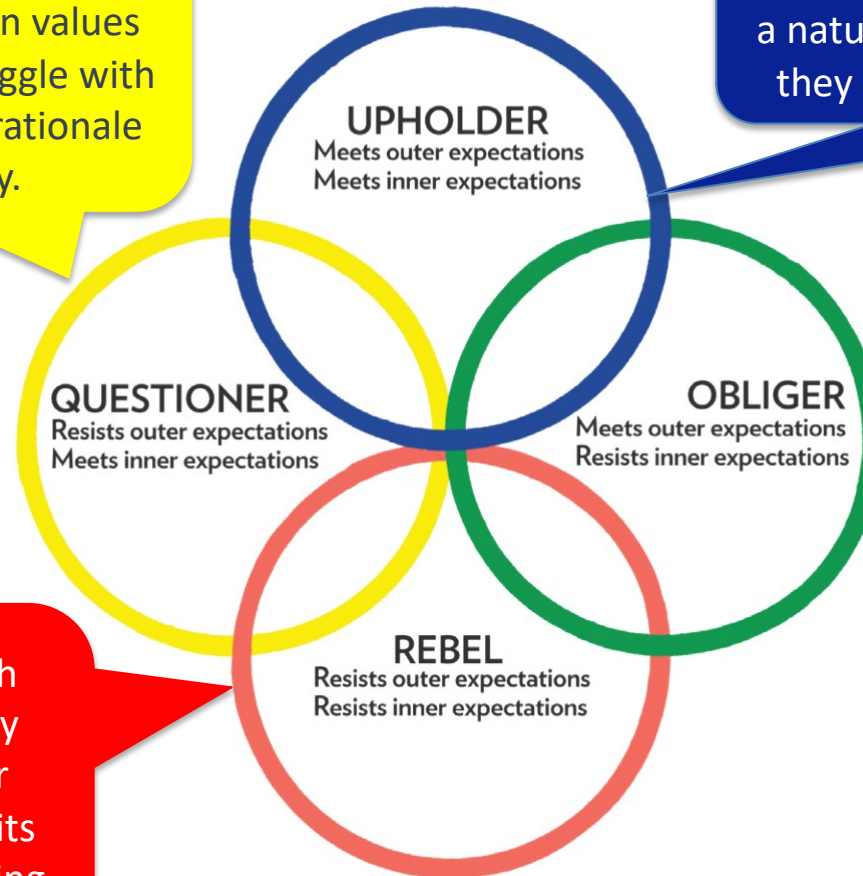 n values
ggle with
rationale
y.
a natu
they
UPHOLDER
Meets outer expectations
Meets inner expectations
QUESTIONER
Resists outer expectations
Meets inner expectations
OBLIGER
Meets outer expectations
Resists inner expectations
REBEL
Resists outer expectations
Resists inner expectations
h
y
r
its